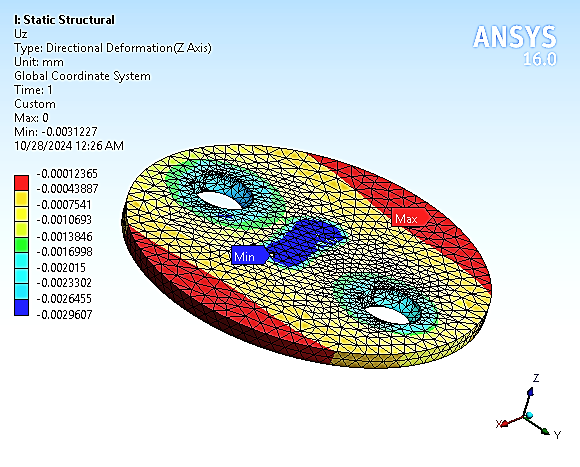 I: Static Structural
Uz
Type: Directional Deformation(Z Axis)
Unit: mm
Global Coordinate System
Time: 1
Custom
Max: 0
Min: -0.0031227
10/28/2024 12:26 AM
ANSYS
16.0
-0.00012365
-0.00043887
-0.0007541
-0.0010693
-0.0013846
-0.0016998
-0.002015
-0.0023302
-0.0026455
-0.0029607
Max
Min
Z
X
Y